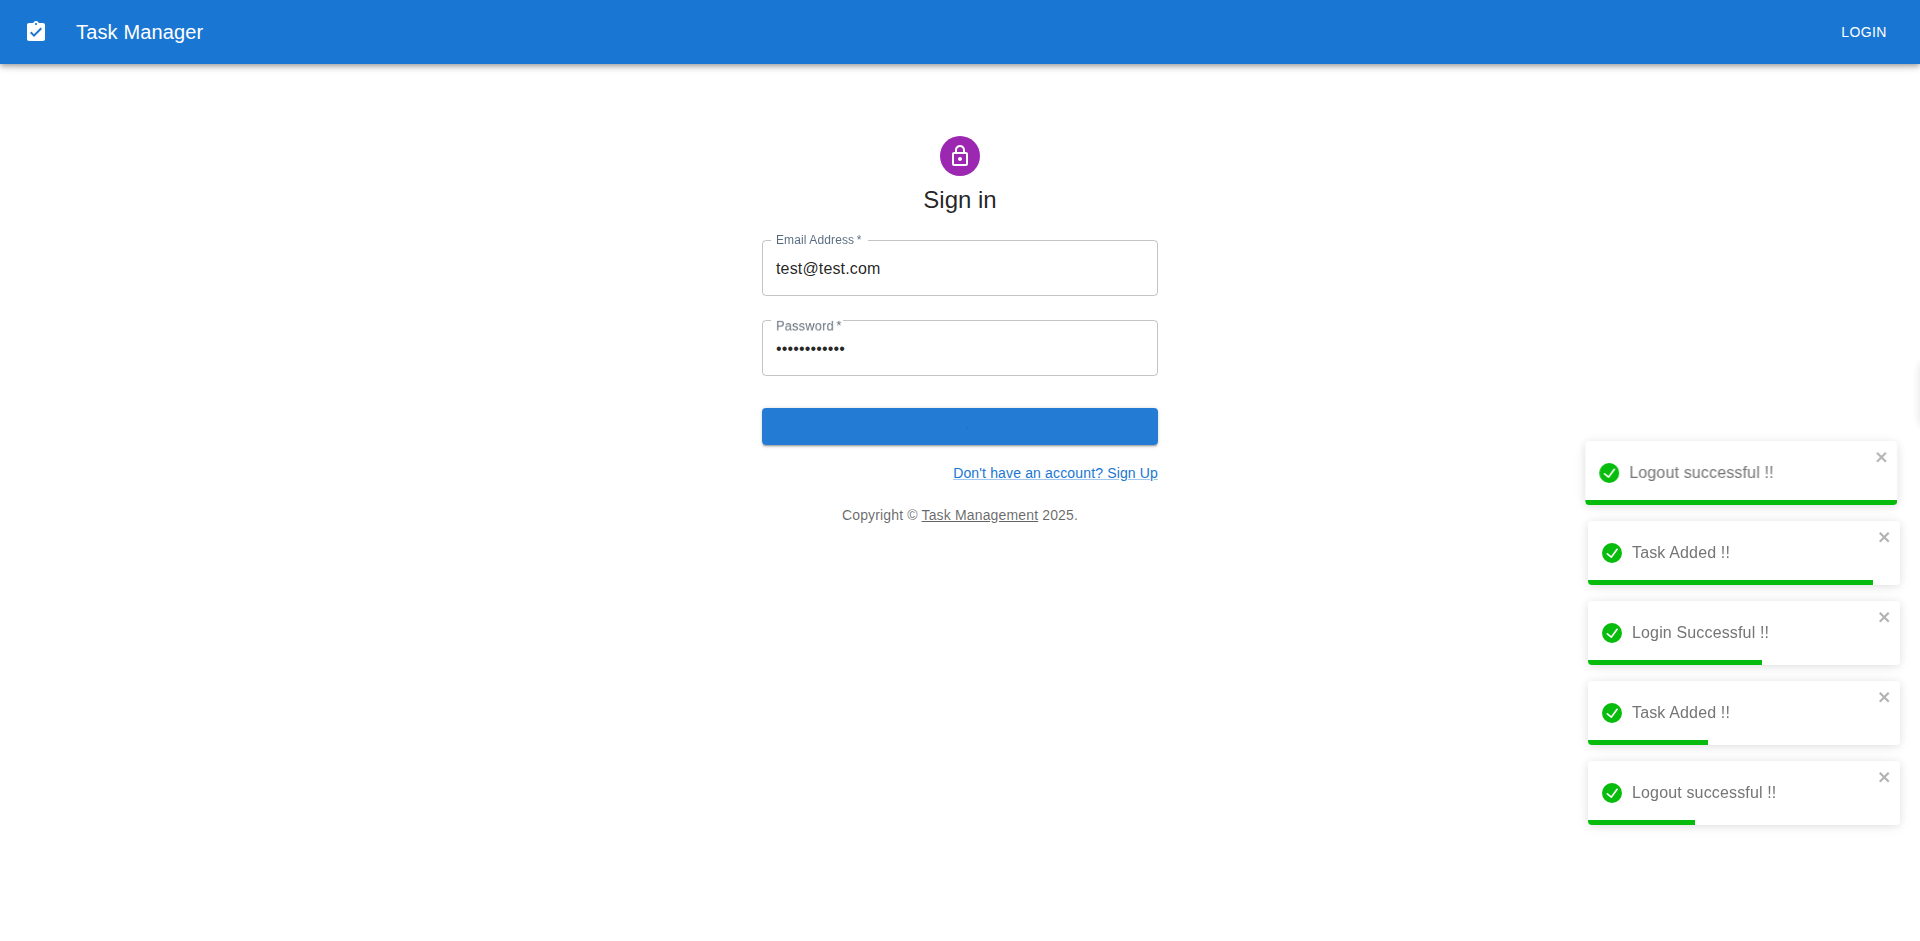 Task Manager
LOGIN
Sign in
Email Address *
test@test.com
Password *
••••••••••••
Don't have an account? Sign Up
Copyright © Task Management 2025.
Logout successful !!
Task Added !!
Login Successful !!
Task Added !!
Logout successful !!